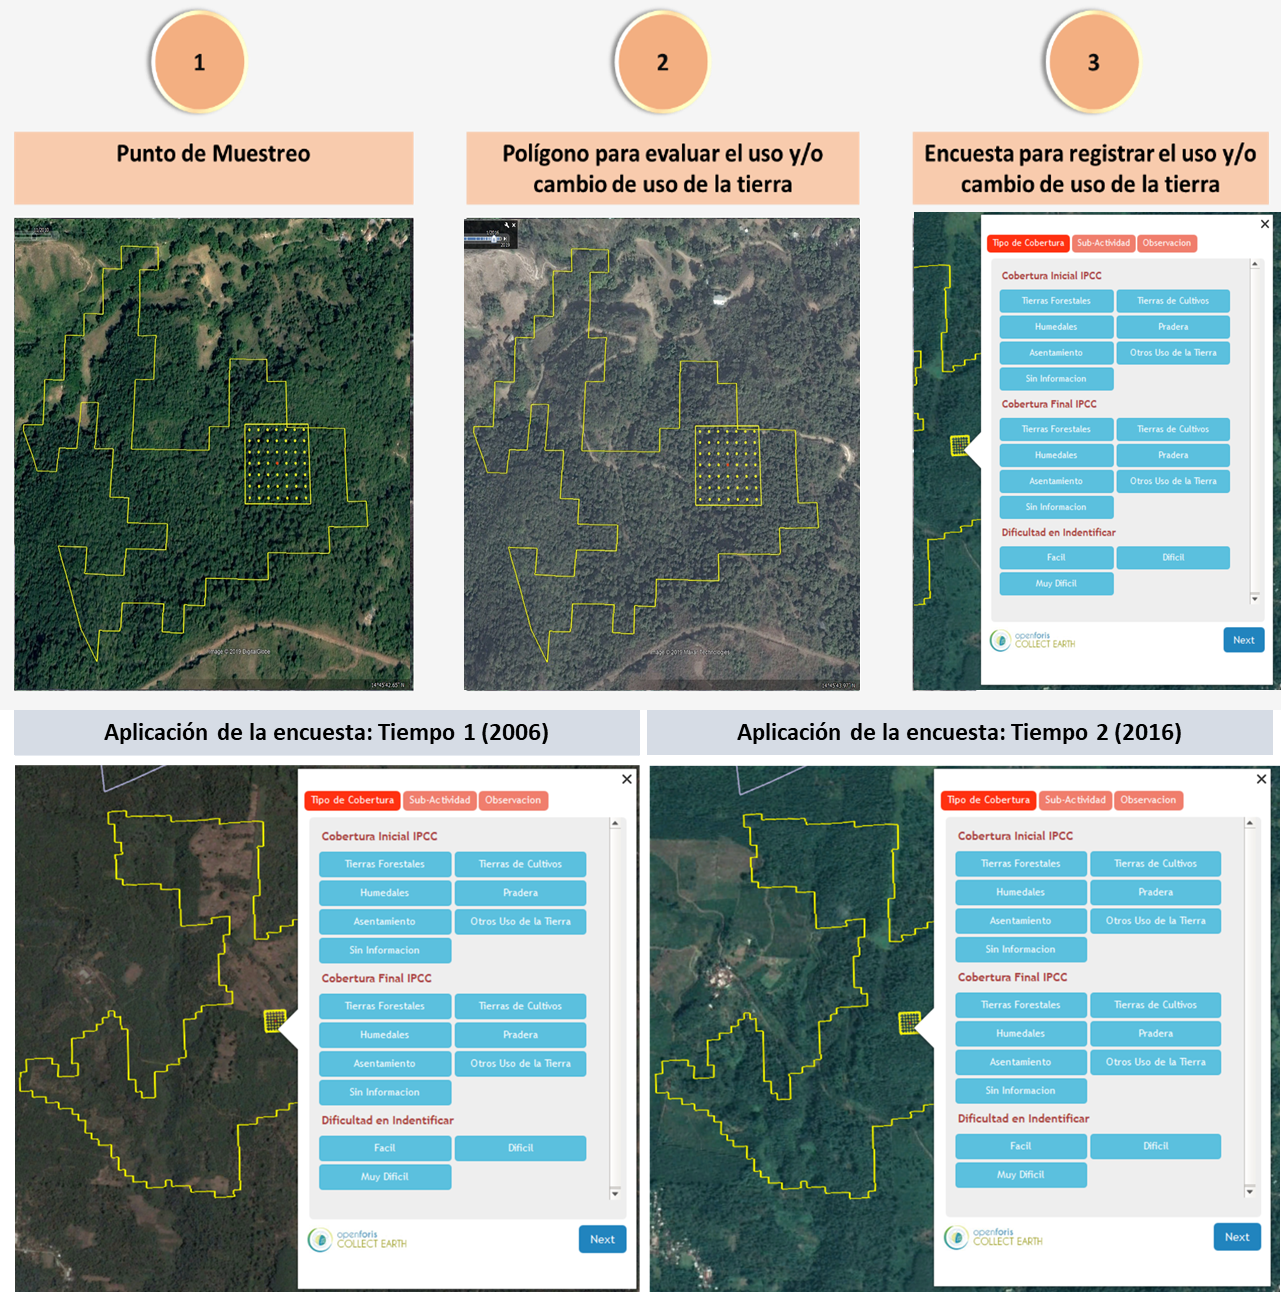 1
2
3
Punto de Muestreo
Polígono para evaluar el uso y/o
cambio de uso de la tierra
Encuesta para registrar el uso y/o
cambio de uso de la tierra
Image © 2019 DigitalGlobe
1/2016
2019
Image © 2019 Maxar Technologies
Tipo de Cobertura
Sub-Actividad
Observacion
Cobertura Inicial IPCC
Tierras Forestales
Tierras de Cultivos
Humedales
Pradera
Asentamiento
Otros Uso de la Tierra
Sin Informacion
Cobertura Final IPCC
Tierras Forestales
Tierras de Cultivos
Humedales
Pradera
Asentamiento
Otros Uso de la Tierra
Sin Informacion
Dificultad en Indentificar
Facil
Dificil
Muy Dificil
openforis
COLLECT EARTH
Next
Aplicación de la encuesta: Tiempo 1 (2006)
Tipo de Cobertura
Sub-Actividad
Observacion
Cobertura Inicial IPCC
Tierras Forestales
Tierras de Cultivos
Humedales
Pradera
Asentamiento
Otros Uso de la Tierra
Sin Informacion
Cobertura Final IPCC
Tierras Forestales
Tierras de Cultivos
Humedales
Pradera
Asentamiento
Otros Uso de la Tierra
Sin Informacion
Dificultad en Indentificar
Facil
Dificil
Muy Dificil
openforis
COLLECT EARTH
Next
Aplicación de la encuesta: Tiempo 2 (2016)
Tipo de Cobertura
Sub-Actividad
Observacion
Cobertura Inicial IPCC
Tierras Forestales
Tierras de Cultivos
Humedales
Pradera
Asentamiento
Otros Uso de la Tierra
Sin Informacion
Cobertura Final IPCC
Tierras Forestales
Tierras de Cultivos
Humedales
Pradera
Asentamiento
Otros Uso de la Tierra
Sin Informacion
Dificultad en Indentificar
Facil
Dificil
Muy Dificil
openforis
COLLECT EARTH
Next